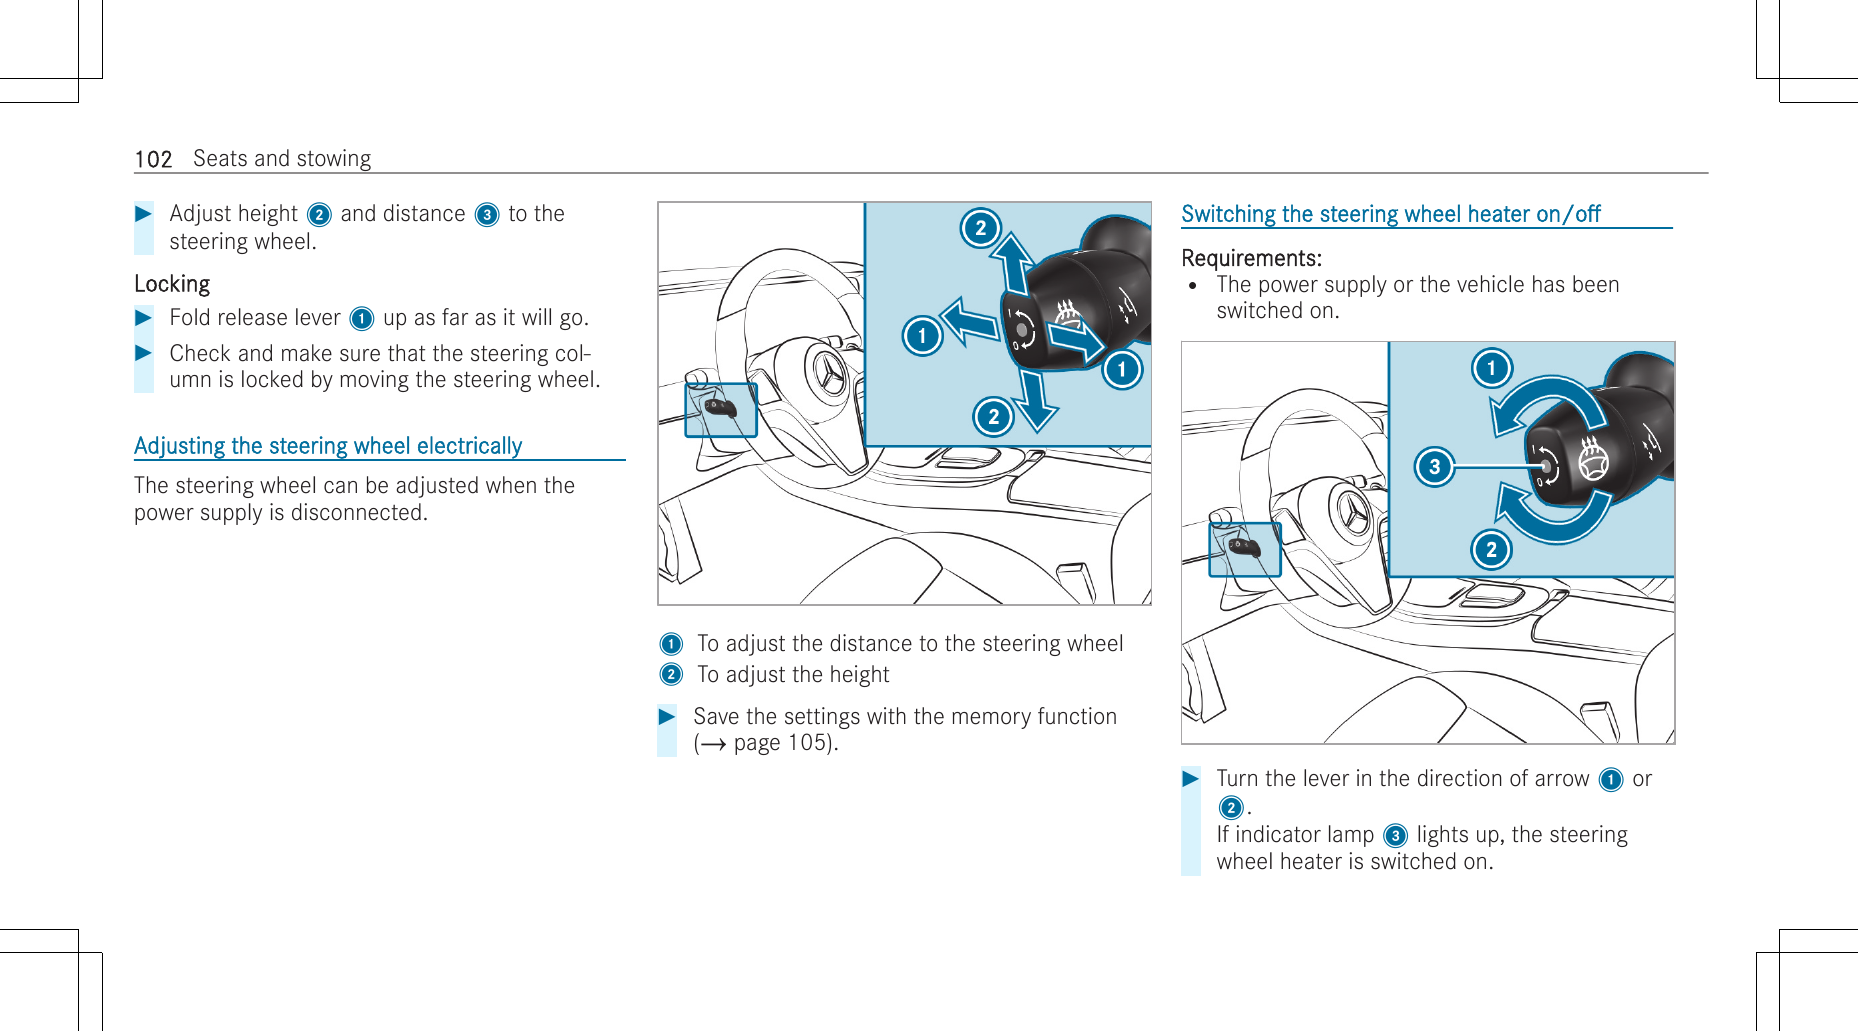 102 Seats and stowing
Adjust height 2 and distance 3 to the
steering wheel.
Locking
Fold release lever 1 up as far as it will go.
Check and make sure that the steering col-
umn is locked by moving the steering wheel.
Adjusting the steering wheel electrically
The steering wheel can be adjusted when the
power supply is disconnected.
2
1
1
2
I
0
1 To adjust the distance to the steering wheel
2 To adjust the height
Save the settings with the memory function
(→ page 105).
Switching the steering wheel heater on/off
Requirements:
• The power supply or the vehicle has been
switched on.
1
3
2
I
0
Turn the lever in the direction of arrow 1 or
2.
If indicator lamp 3 lights up, the steering
wheel heater is switched on.